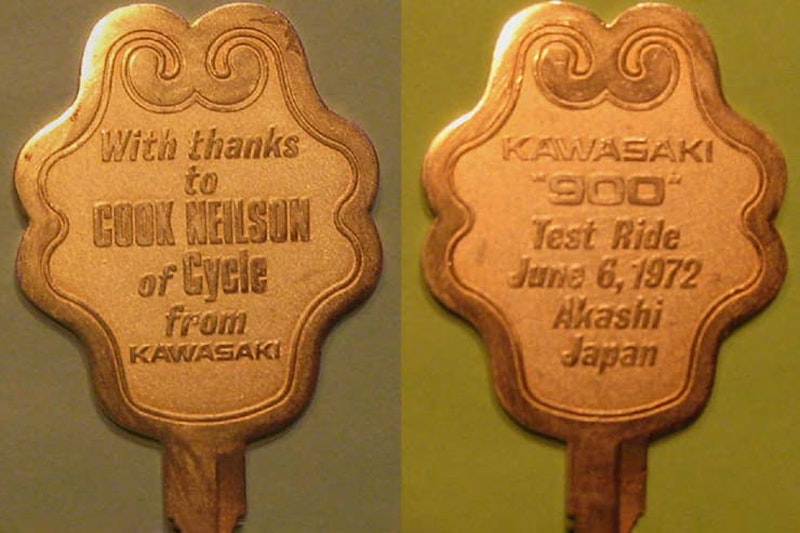 With thanks
to
COOK NEILSON
of Cycle
from
KAWASAKI
KAWASAKI
"900"
Test Ride
June 6, 1972
Akashi
Japan